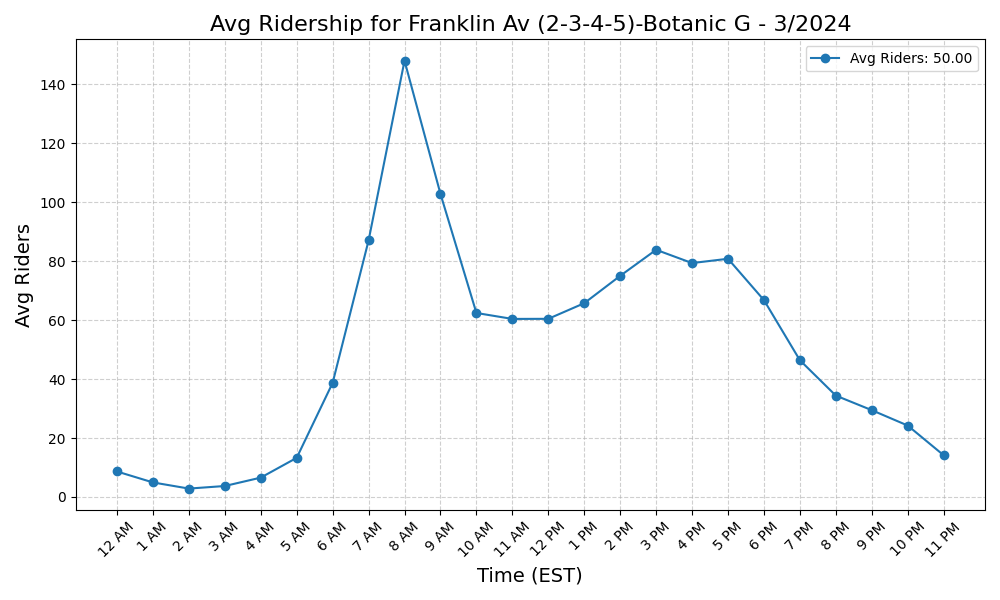 Avg Ridership for Franklin Av (2-3-4-5)-Botanic G - 3/2024
Avg Riders: 50.00
Avg Riders
140
120
100
80
60
40
20
0
12 AM
1 AM
2 AM
3 AM
4 AM
5 AM
6 AM
7 AM
8 AM
9 AM
10 AM
11 AM
12 PM
1 PM
2 PM
3 PM
4 PM
5 PM
6 PM
7 PM
8 PM
9 PM
10 PM
11 PM
Time (EST)